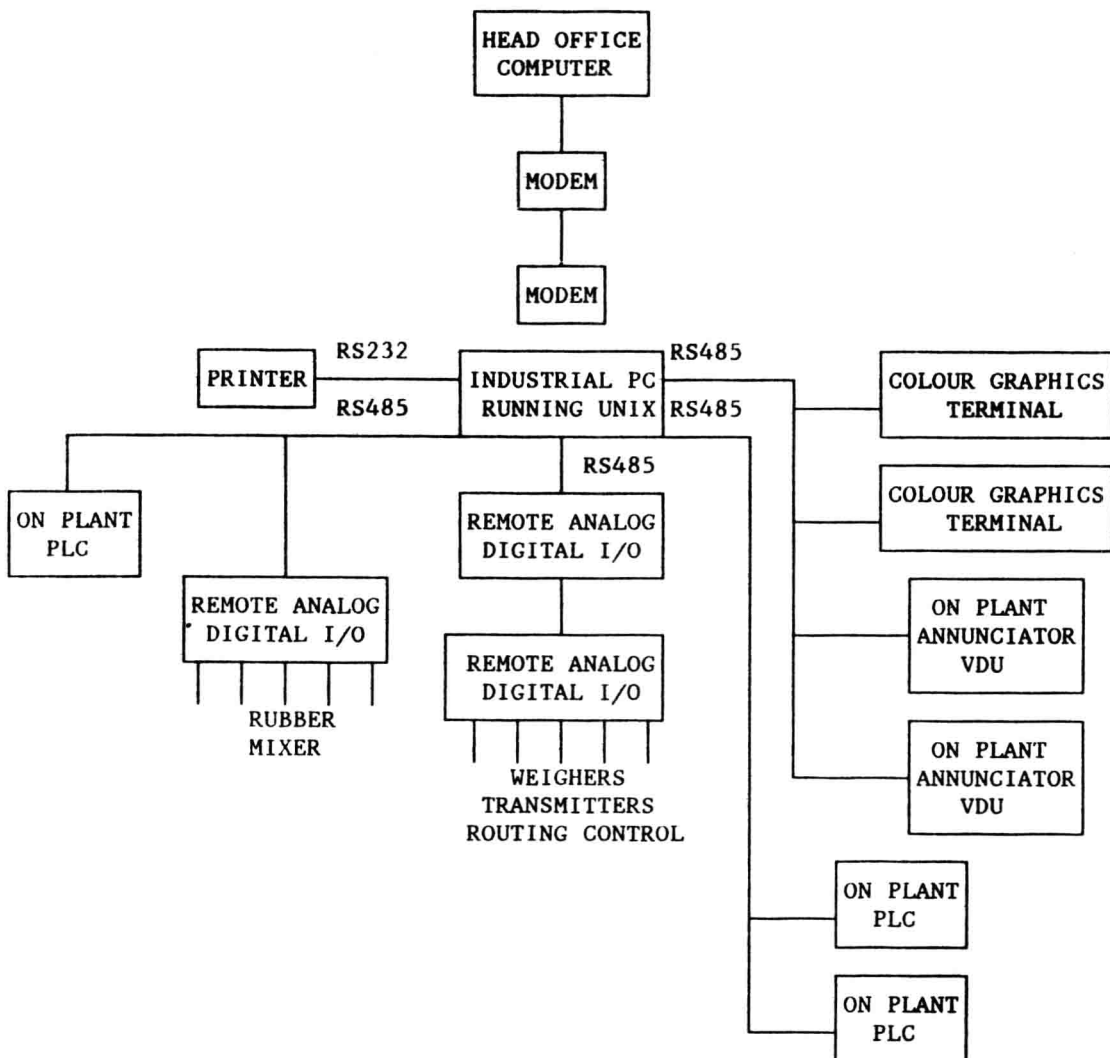 HEAD OFFICE
COMPUTER
MODEM
MODEM
RS232
RS485
PRINTER
INDUSTRIAL PC
RUNNING UNIX
RS485
RS485
RS485
COLOUR GRAPHICS
TERMINAL
COLOUR GRAPHICS
TERMINAL
ON PLANT
PLC
REMOTE ANALOG
DIGITAL I/O
REMOTE ANALOG
DIGITAL I/O
RUBBER
MIXER
REMOTE ANALOG
DIGITAL I/O
WEIGHERS
TRANSMITTERS
ROUTING CONTROL
ON PLANT
ANNUNCIATOR
VDU
ON PLANT
ANNUNCIATOR
VDU
ON PLANT
PLC
ON PLANT
PLC